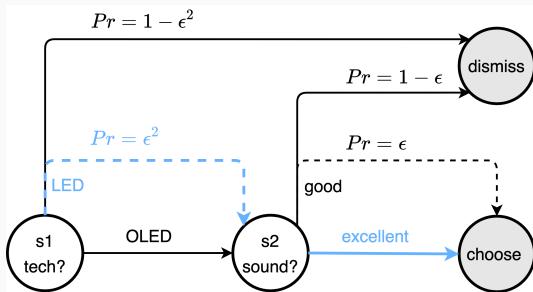 Pr = 1 − ϵ²
dismiss
Pr = 1 − ϵ
Pr = ϵ²
Pr = ϵ
LED
good
s1
tech?
OLED
s2
sound?
excellent
choose